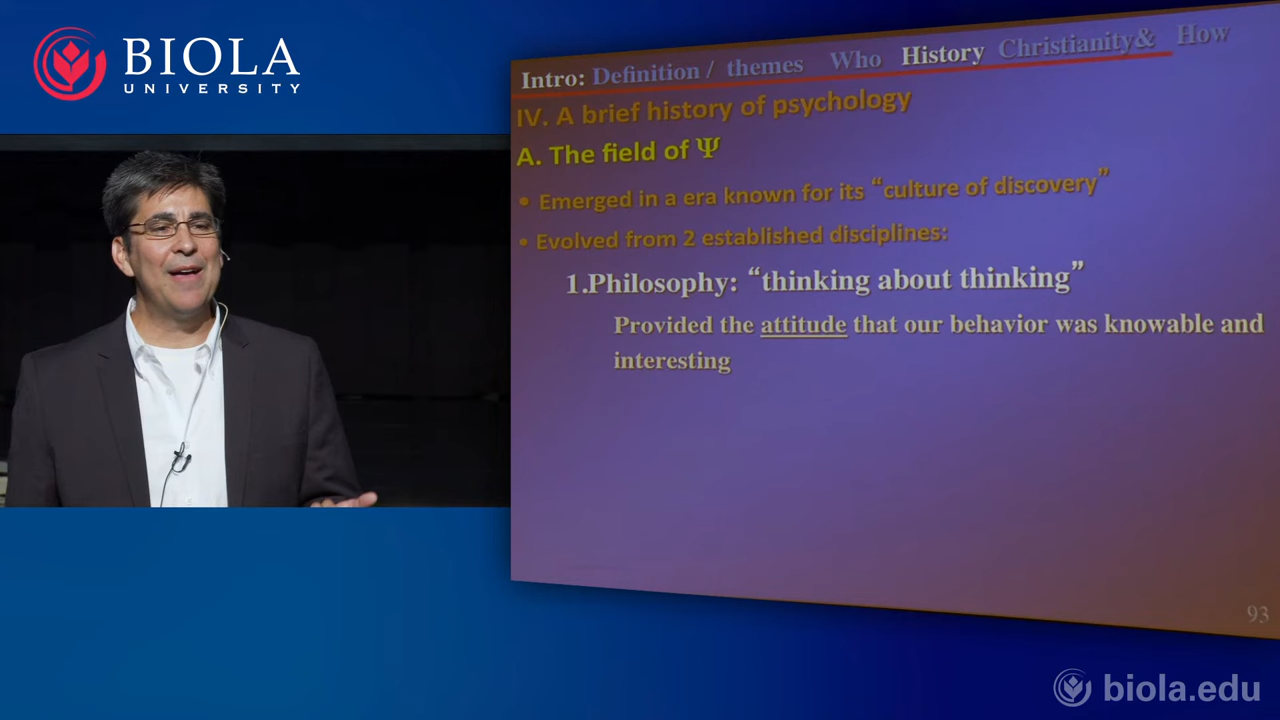 BIOLA
UNIVERSITY
Intro: Definition / themes Who History Christianity& How
IV. A brief history of psychology
A. The field of Ψ
• Emerged in a era known for its “culture of discovery”
• Evolved from 2 established disciplines:
1.Philosophy: “thinking about thinking”
Provided the attitude that our behavior was knowable and
interesting
93
biola.edu